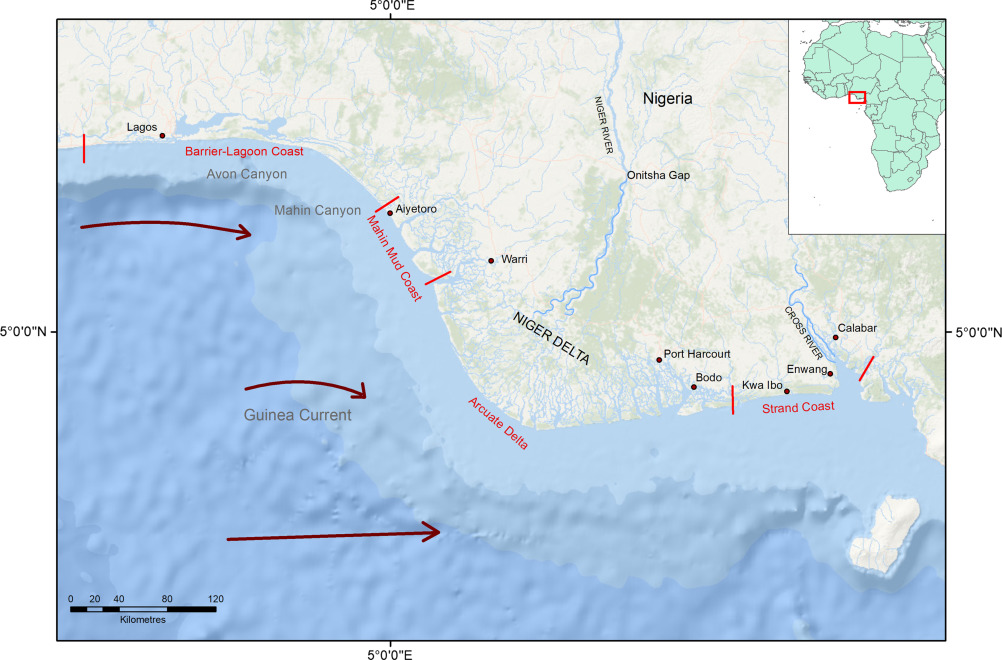 5°0'0"E
NIGER RIVER
Nigeria
Lagos
Barrier-Lagoon Coast
Avon Canyon
Onitsha Gap
Mahin Canyon
Aiyetoro
Mahin Mud Coast
Warri
5°0'0"N
5°0'0"N
NIGER DELTA
CROSS RIVER
Calabar
Port Harcourt
Enwang
Bodo
Kwa Ibo
Strand Coast
Guinea Current
Arcuate Delta
0 20 40 80 120
Kilometres
5°0'0"E